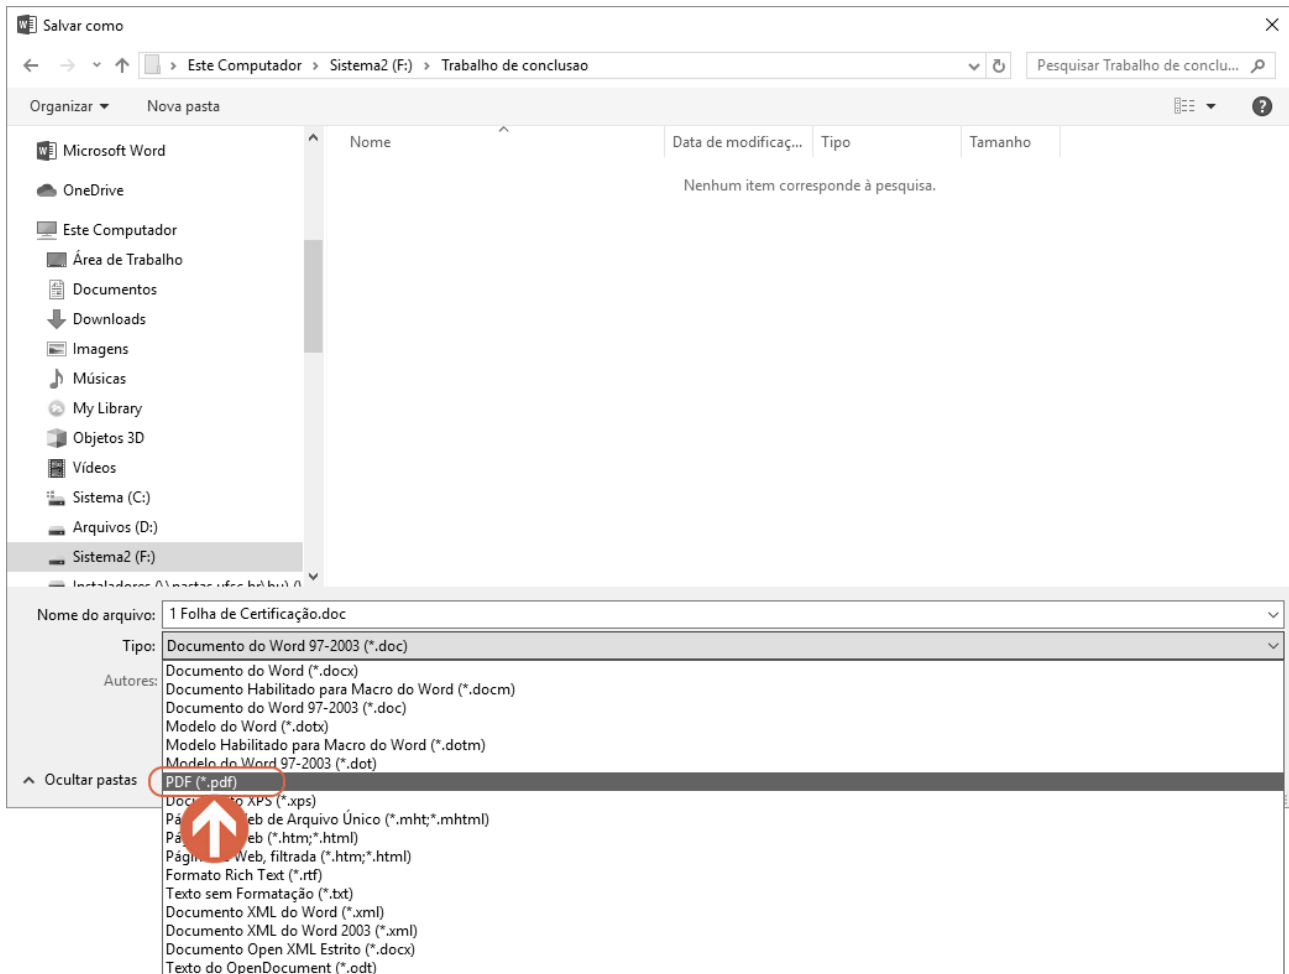 Salvar como
Este Computador > Sistema2 (F:) > Trabalho de conclusao
Pesquisar Trabalho de conclu...
Organizar
Nova pasta
Microsoft Word
OneDrive
Este Computador
Área de Trabalho
Documentos
Downloads
Imagens
Músicas
My Library
Objetos 3D
Vídeos
Sistema (C:)
Arquivos (D:)
Sistema2 (F:)
Nome
Data de modificaç...
Tipo
Tamanho
Nenhum item corresponde à pesquisa.
Nome do arquivo: 1 Folha de Certificação.doc
Tipo: Documento do Word 97-2003 (*.doc)
Autores:
Ocultar pastas
Documento do Word (*.docx)
Documento Habilitado para Macro do Word (*.docm)
Documento do Word 97-2003 (*.doc)
Modelo do Word (*.dotx)
Modelo Habilitado para Macro do Word (*.dotm)
Modelo do Word 97-2003 (*.dot)
PDF (*.pdf)
XPS (*.xps)
de Arquivo Único (*.mht;*.mhtml)
(*.htm;*.html)
Web, filtrada (*.htm;*.html)
Formato Rich Text (*.rtf)
Texto sem Formatação (*.txt)
Documento XML do Word (*.xml)
Documento XML do Word 2003 (*.xml)
Documento Open XML Estrito (*.docx)
Texto do OpenDocument (*.odt)